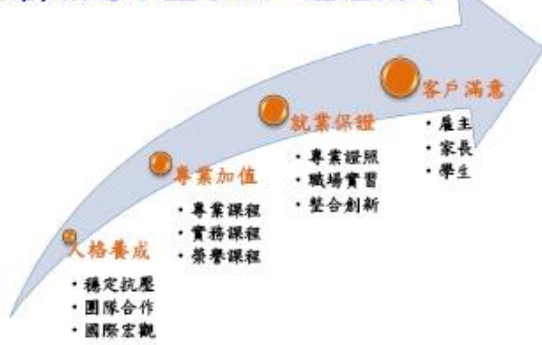 人格養成
・穩定抗壓
・團隊合作
・國際宏觀
專業加值
・專業課程
・實務課程
・榮譽課程
就業保證
・專業證照
・職場實習
・整合創新
客戶滿意
・雇主
・家長
・學生